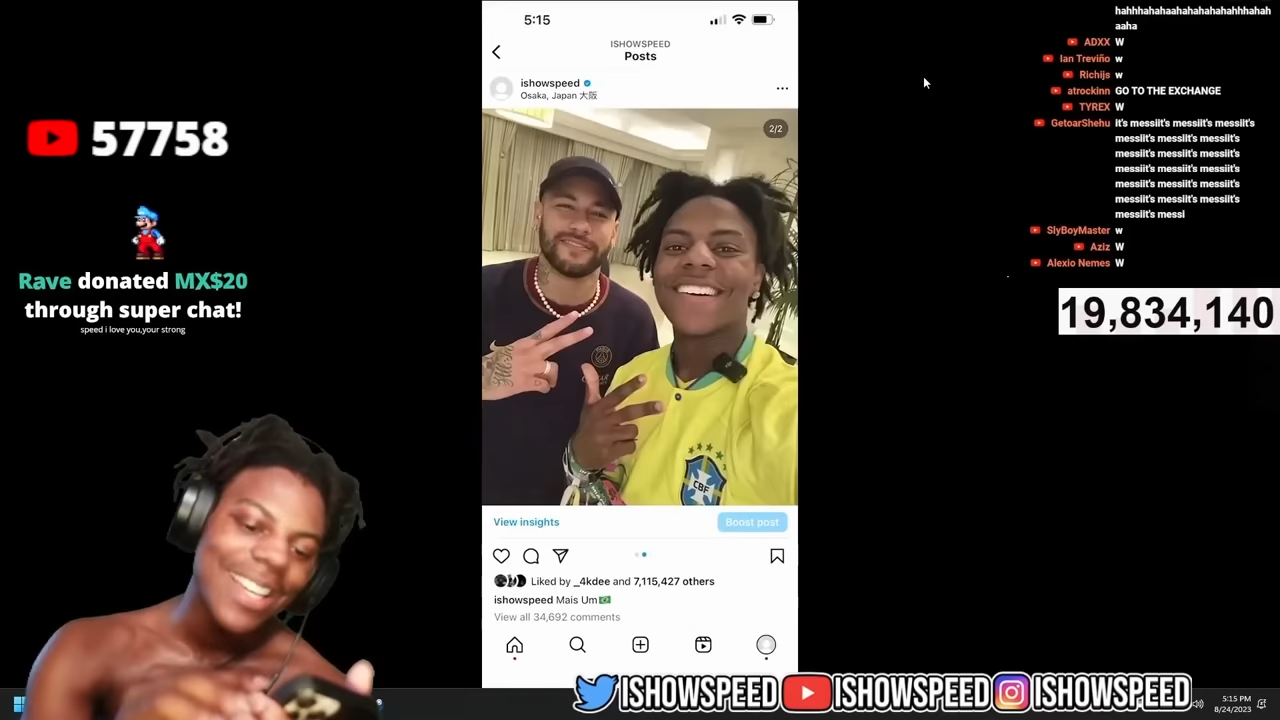 57758
Rave donated MX$20
through super chat!
speed i love you,your strong
5:15
ISHOWSPEED
Posts
ishowspeed
Osaka, Japan 大阪
2/2
CBF
View insights
Boost post
Liked by _4kdee and 7,115,427 others
ishowspeed Mais Um🇧🇷
View all 34,692 comments
hahhhahahaahahahahahahhhahah
aaha
ADXX W
Ian Treviño w
Richijs w
atrockinn GO TO THE EXCHANGE
TYREX W
GetoarShehu it's messiit's messiit's messiit's
messiit's messiit's messiit's
messiit's messiit's messiit's
messiit's messiit's messiit's
messiit's messiit's messiit's
messiit's messiit's messiit's
messiit's messi
SlyBoyMaster w
Aziz W
Alexio Nemes W
19,834,140
ISHOWSPEED ISHOWSPEED ISHOWSPEED
5:15 PM
8/24/2023